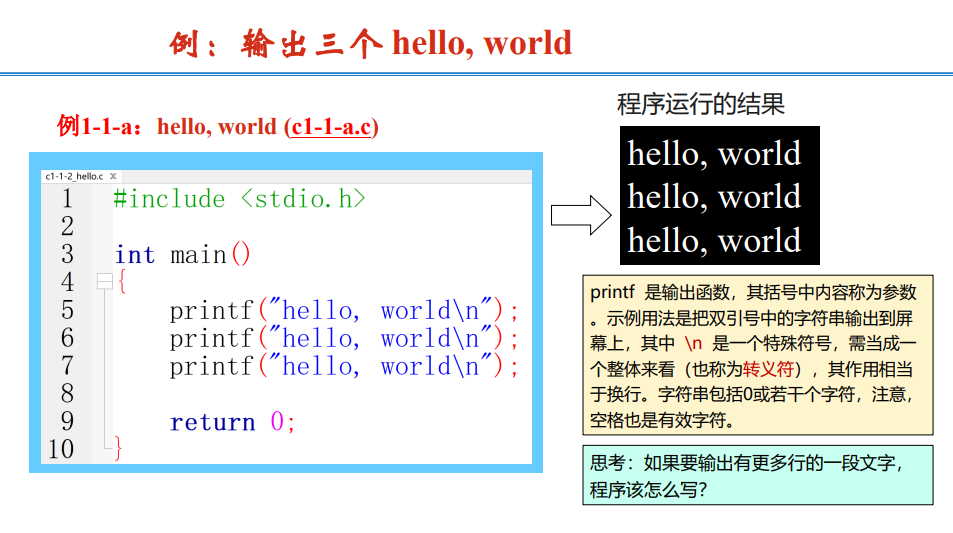 例：输出三个 hello, world
例1-1-a：hello, world (c1-1-a.c)
c1-1-2_hello.c
1 #include <stdio.h>
2
3 int main()
4 {
5 printf("hello, world\n");
6 printf("hello, world\n");
7 printf("hello, world\n");
8
9 return 0;
10 }
程序运行的结果
hello, world
hello, world
hello, world
printf 是输出函数，其括号中内容称为参数
。示例用法是把双引号中的字符串输出到屏
幕上，其中 \n 是一个特殊符号，需当成一
个整体来看（也称为转义符），其作用相当
于换行。字符串包括0或若干个字符，注意，
空格也是有效字符。
思考：如果要输出有更多行的一段文字，
程序该怎么写？